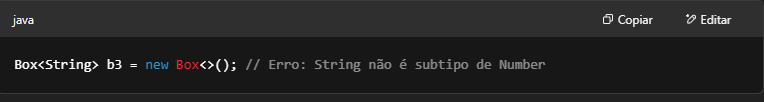 java
Copiar
Editar
Box<String> b3 = new Box<>(); // Erro: String não é subtipo de Number